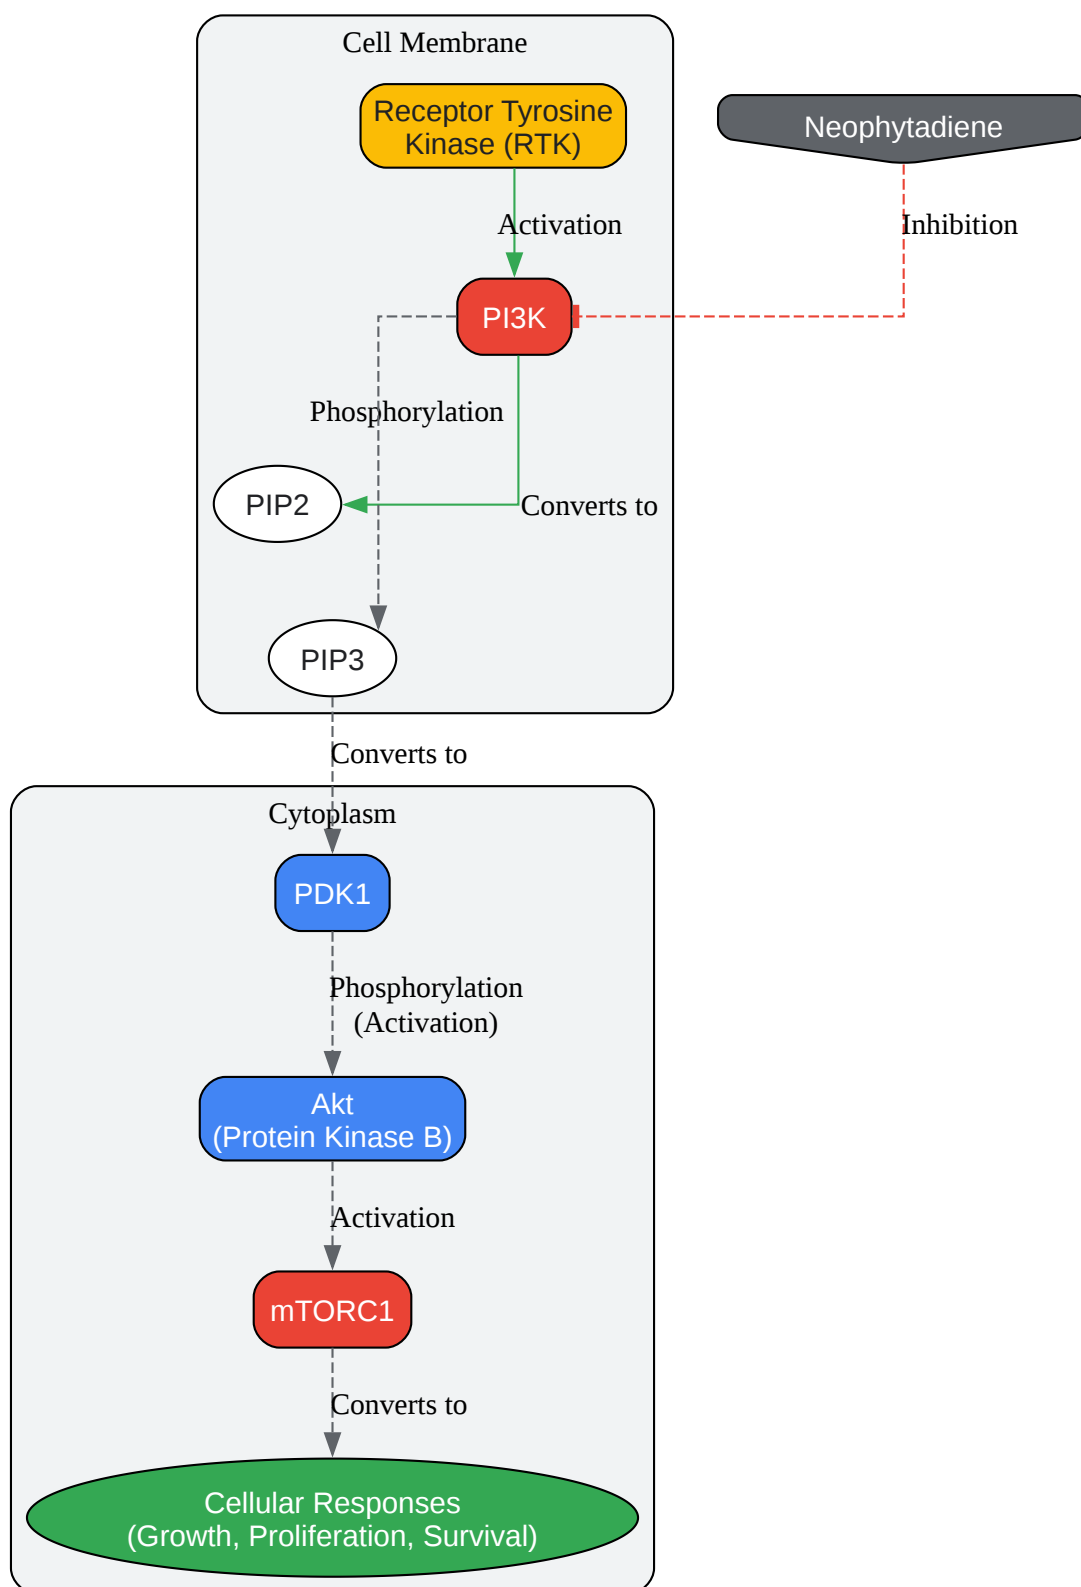 Cell Membrane
Receptor Tyrosine
Kinase (RTK)
Neophytadiene
Activation
Inhibition
PI3K
Phosphorylation
PIP2
Converts to
PIP3
Converts to
Cytoplasm
PDK1
Phosphorylation
(Activation)
Akt
(Protein Kinase B)
Activation
mTORC1
Converts to
Cellular Responses
(Growth, Proliferation, Survival)